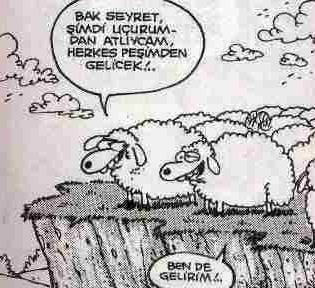 BAK SEYRET,
ŞİMDİ UÇURUM-
DAN ATLIYCAM,
HERKES PEŞİMDEN
GELİCEK!..
BEN DE
GELİRİM!..